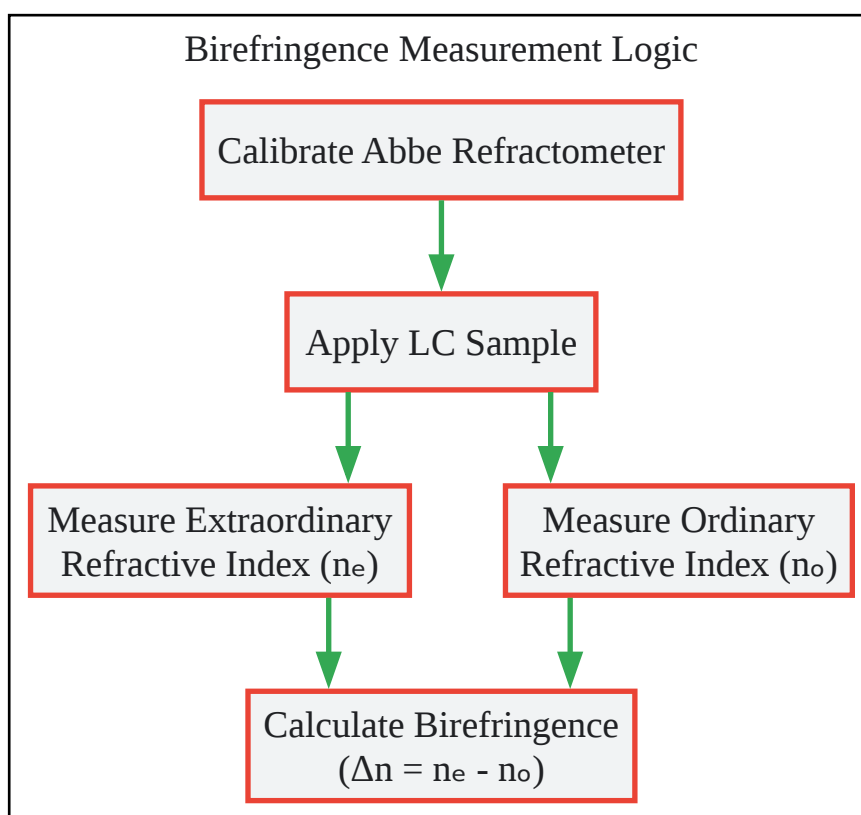 Birefringence Measurement Logic
Calibrate Abbe Refractometer
Apply LC Sample
Measure Extraordinary
Refractive Index (nₑ)
Measure Ordinary
Refractive Index (nₒ)
Calculate Birefringence
(Δn = nₑ - nₒ)